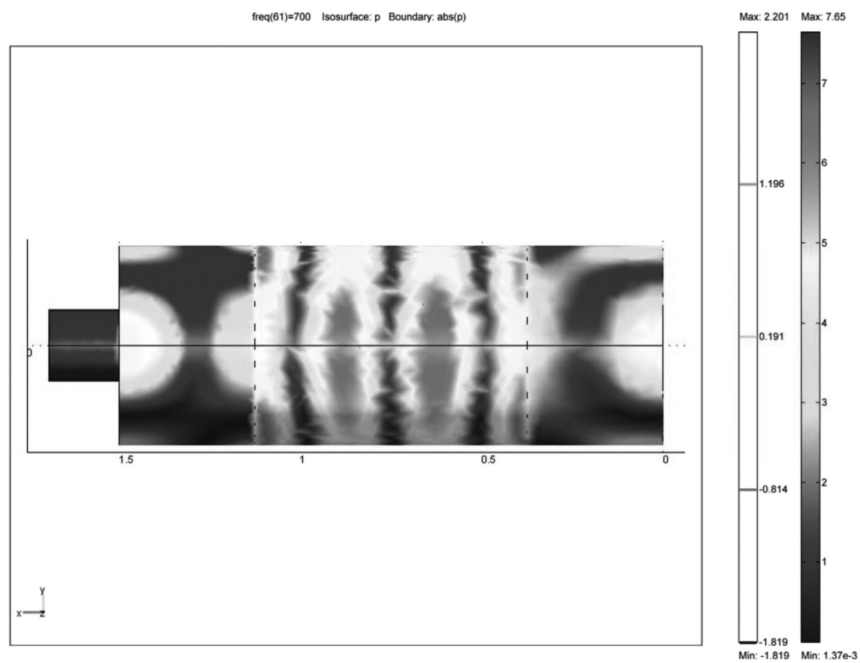 freq(61)=700 Isosurface: p Boundary: abs(p)
Max: 2.201 Max: 7.65
7
6
1.196
5
4
0.191
3
2
-0.814
1
-1.819
Min: -1.819 Min: 1.37e-3
0
1.5 1 0.5 0
y
x z